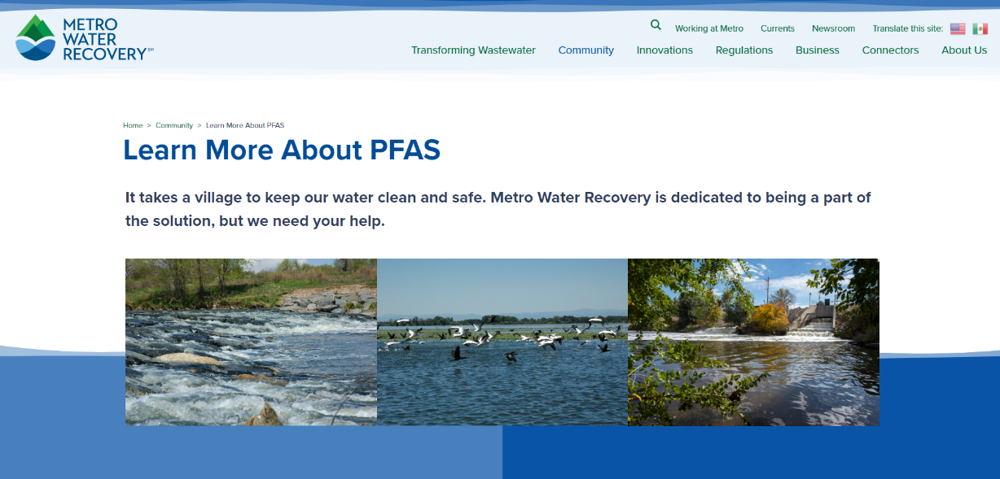 METRO
WATER
RECOVERY℠
Working at Metro Currents Newsroom Translate this site:
Transforming Wastewater Community Innovations Regulations Business Connectors About Us
Home > Community > Learn More About PFAS
Learn More About PFAS
It takes a village to keep our water clean and safe. Metro Water Recovery is dedicated to being a part of
the solution, but we need your help.